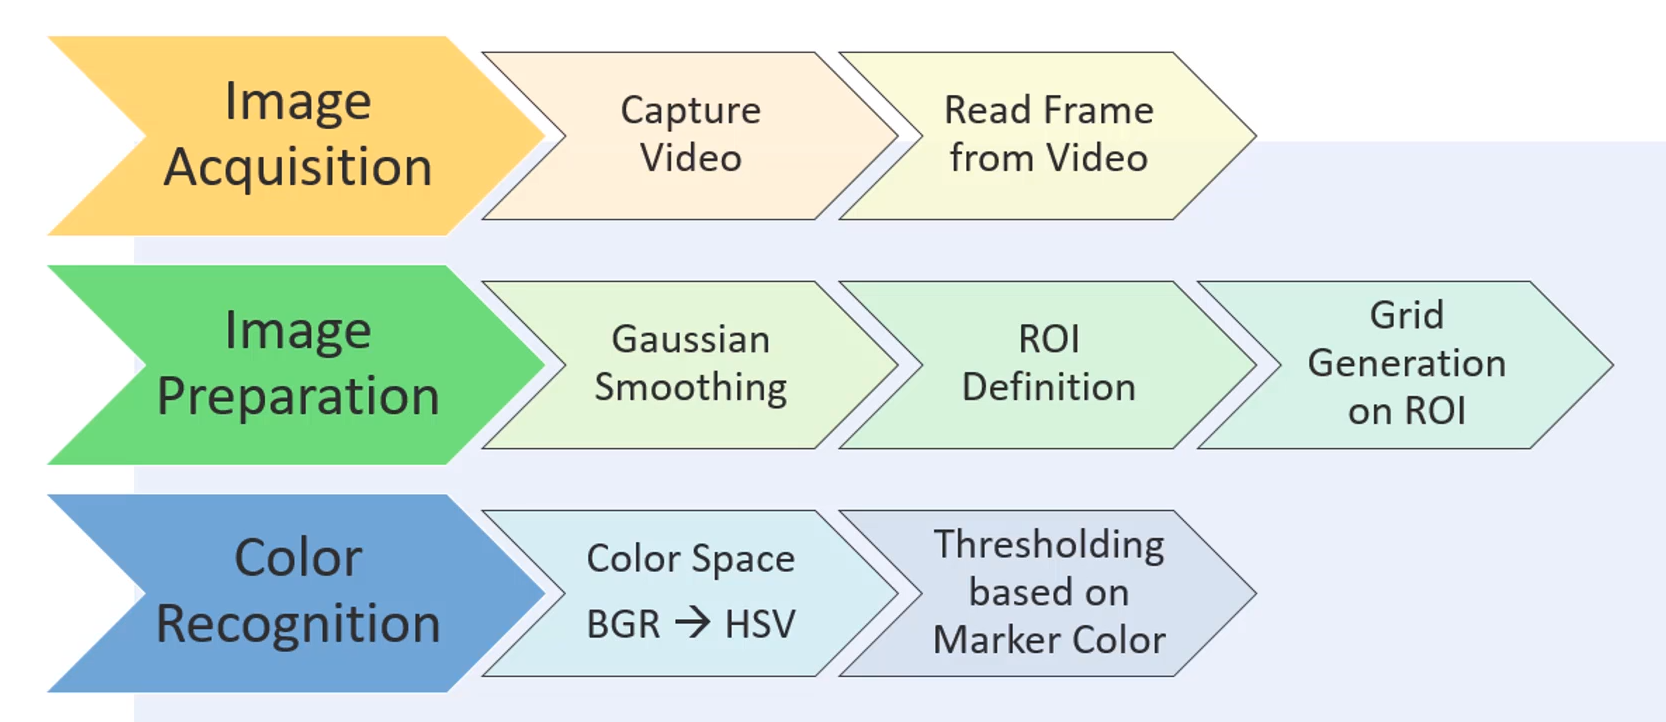 Image
Acquisition
Capture
Video
Read Frame
from Video
Image
Preparation
Gaussian
Smoothing
ROI
Definition
Grid
Generation
on ROI
Color
Recognition
Color Space
BGR → HSV
Thresholding
based on
Marker Color